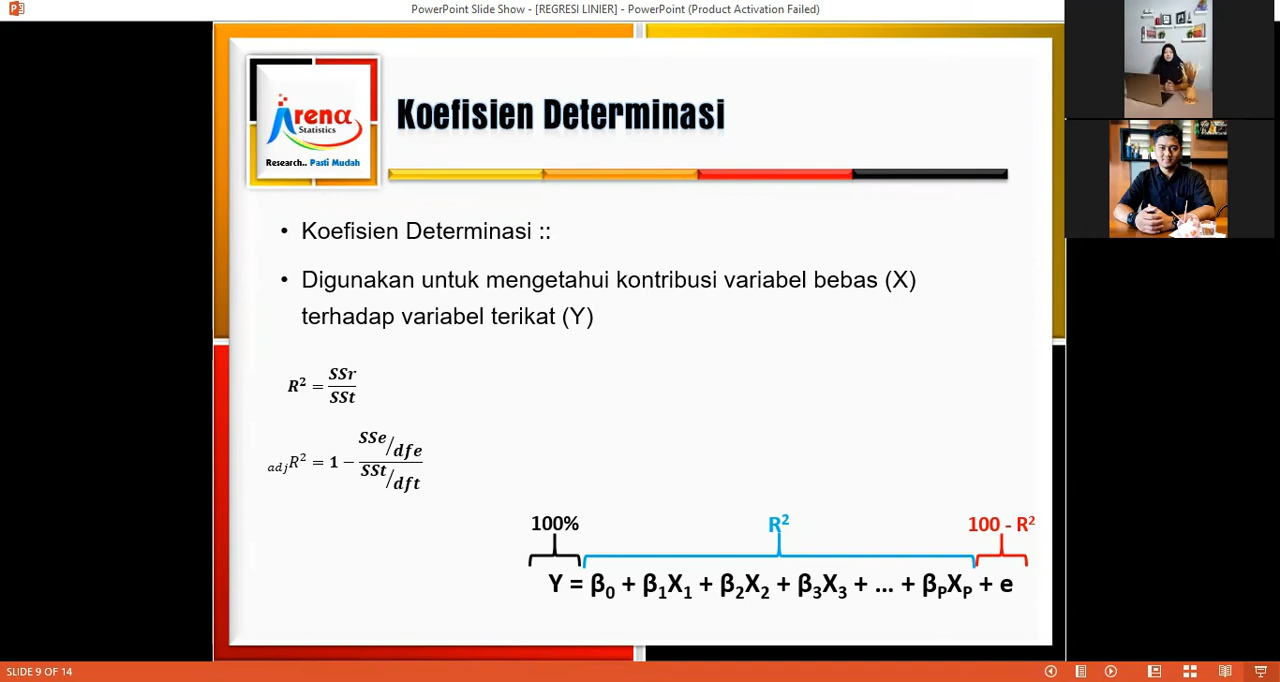 PowerPoint Slide Show - [REGRESI LINIER] - PowerPoint (Product Activation Failed)
Arena
Statistics
Research.. Pasti Mudah
Koefisien Determinasi
• Koefisien Determinasi ::
• Digunakan untuk mengetahui kontribusi variabel bebas (X)
terhadap variabel terikat (Y)
R² = SSr/SSt
adjR² = 1 − (SSe/dfe)/(SSt/dft)
100% R² 100 - R²
Y = β₀ + β₁X₁ + β₂X₂ + β₃X₃ + ... + βₚXₚ + e
SLIDE 9 OF 14